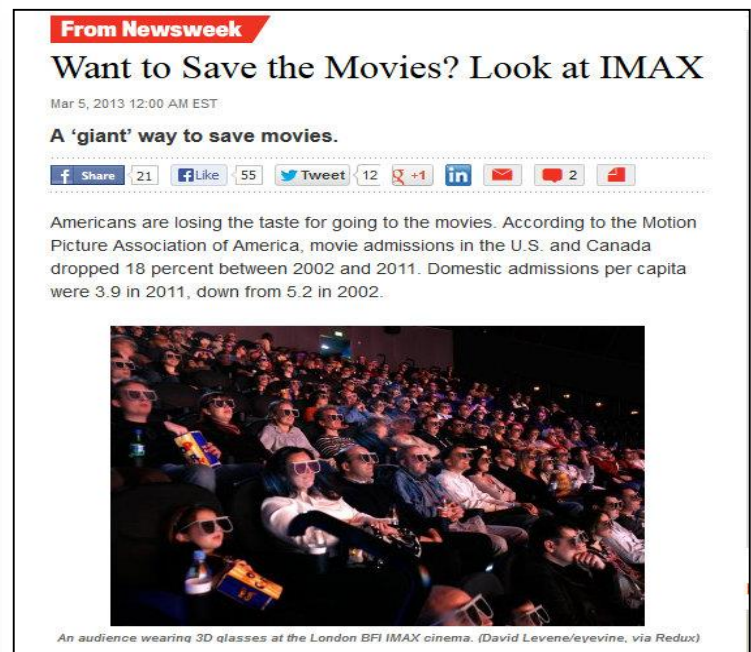 From Newsweek
Want to Save the Movies? Look at IMAX
Mar 5, 2013 12:00 AM EST
A ‘giant’ way to save movies.
f Share 21 f Like 55 Tweet 12 g +1 in 2
Americans are losing the taste for going to the movies. According to the Motion
Picture Association of America, movie admissions in the U.S. and Canada
dropped 18 percent between 2002 and 2011. Domestic admissions per capita
were 3.9 in 2011, down from 5.2 in 2002.
An audience wearing 3D glasses at the London BFI IMAX cinema. (David Levene/eyevine, via Redux)